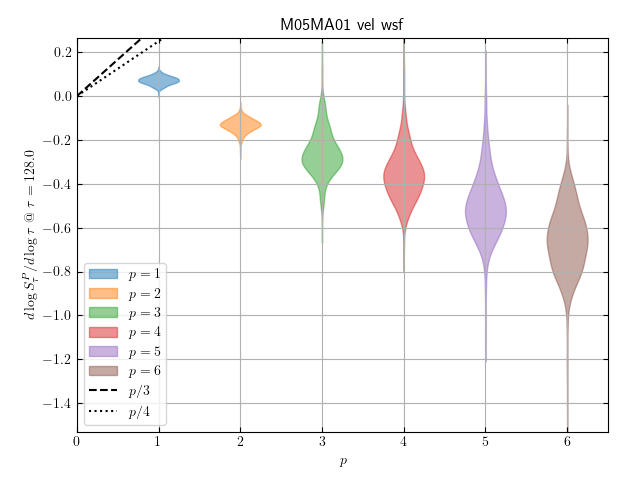 M05MA01 vel wsf
d log S_τ^P / d log τ @ τ = 128.0
0.2
0.0
−0.2
−0.4
−0.6
−0.8
−1.0
−1.2
−1.4
p = 1
p = 2
p = 3
p = 4
p = 5
p = 6
p/3
p/4
0 1 2 3 4 5 6
p